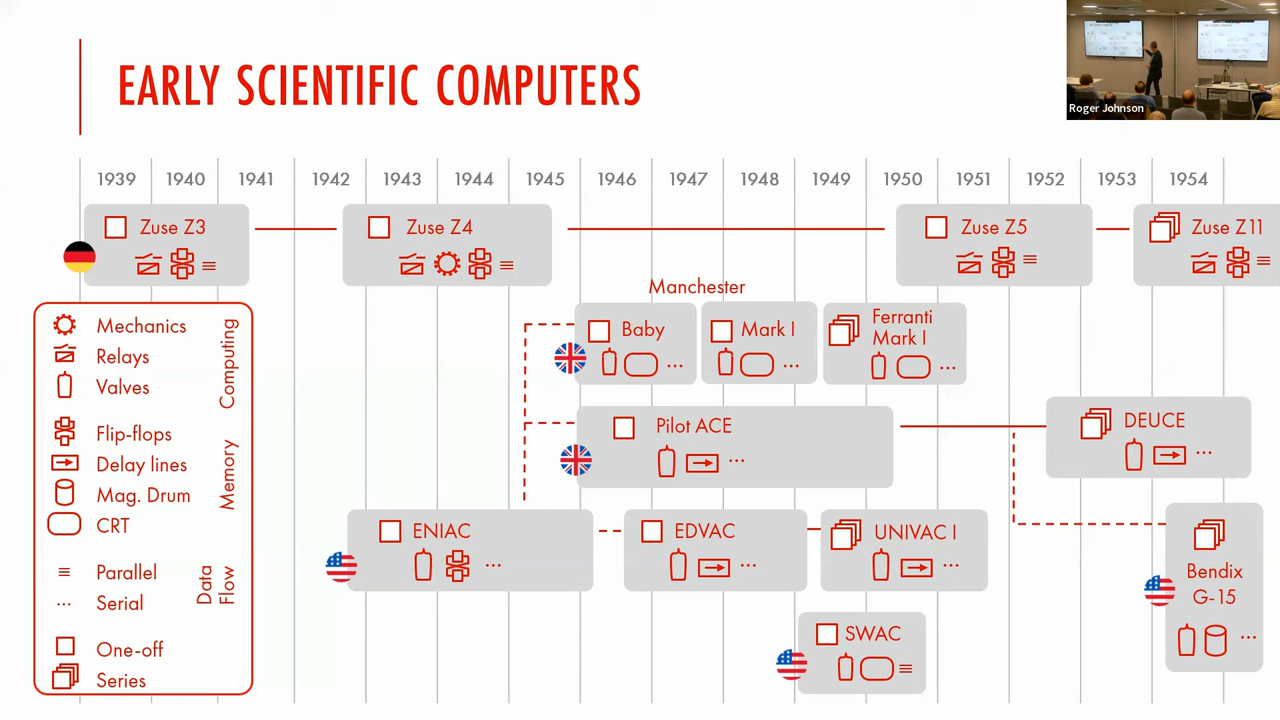 EARLY SCIENTIFIC COMPUTERS
Roger Johnson
1939 1940 1941 1942 1943 1944 1945 1946 1947 1948 1949 1950 1951 1952 1953 1954
Zuse Z3
Zuse Z4
Zuse Z5
Zuse Z11
Manchester
Baby
Mark I
Ferranti
Mark I
Pilot ACE
DEUCE
ENIAC
EDVAC
UNIVAC I
Bendix
G-15
SWAC
Mechanics
Relays
Valves
Computing
Flip-flops
Delay lines
Mag. Drum
CRT
Memory
Parallel
Serial
Data
Flow
One-off
Series